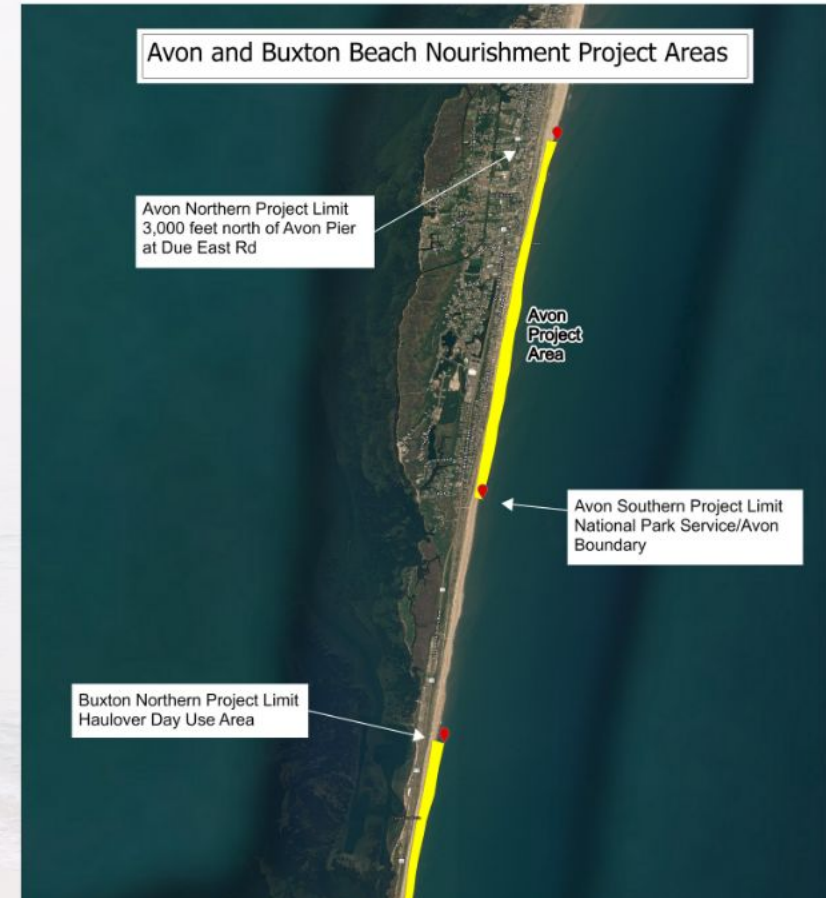 Avon and Buxton Beach Nourishment Project Areas
Avon Northern Project Limit
3,000 feet north of Avon Pier
at Due East Rd
Avon
Project
Area
Avon Southern Project Limit
National Park Service/Avon
Boundary
Buxton Northern Project Limit
Haulover Day Use Area